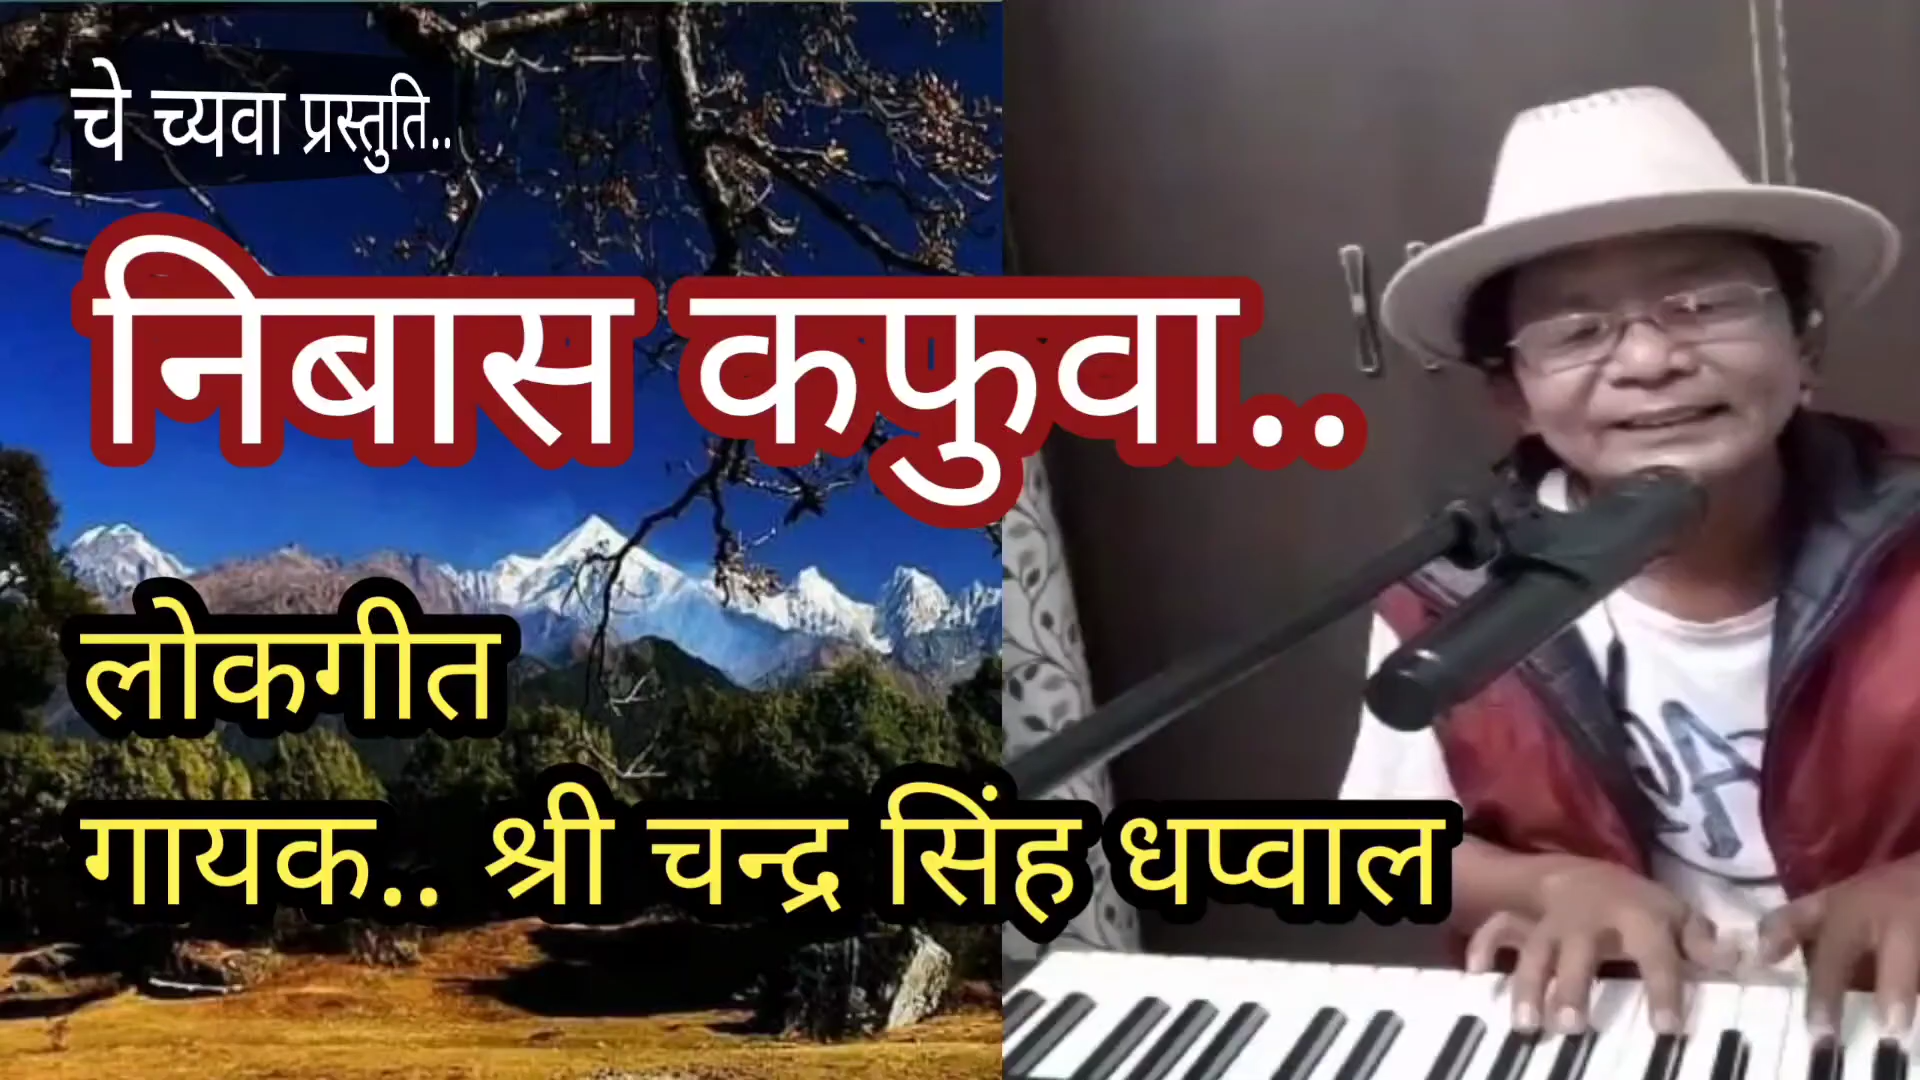 चे च्यवा प्रस्तुति..
निबास कफुवा..
लोकगीत
गायक.. श्री चन्द्र सिंह धप्वाल